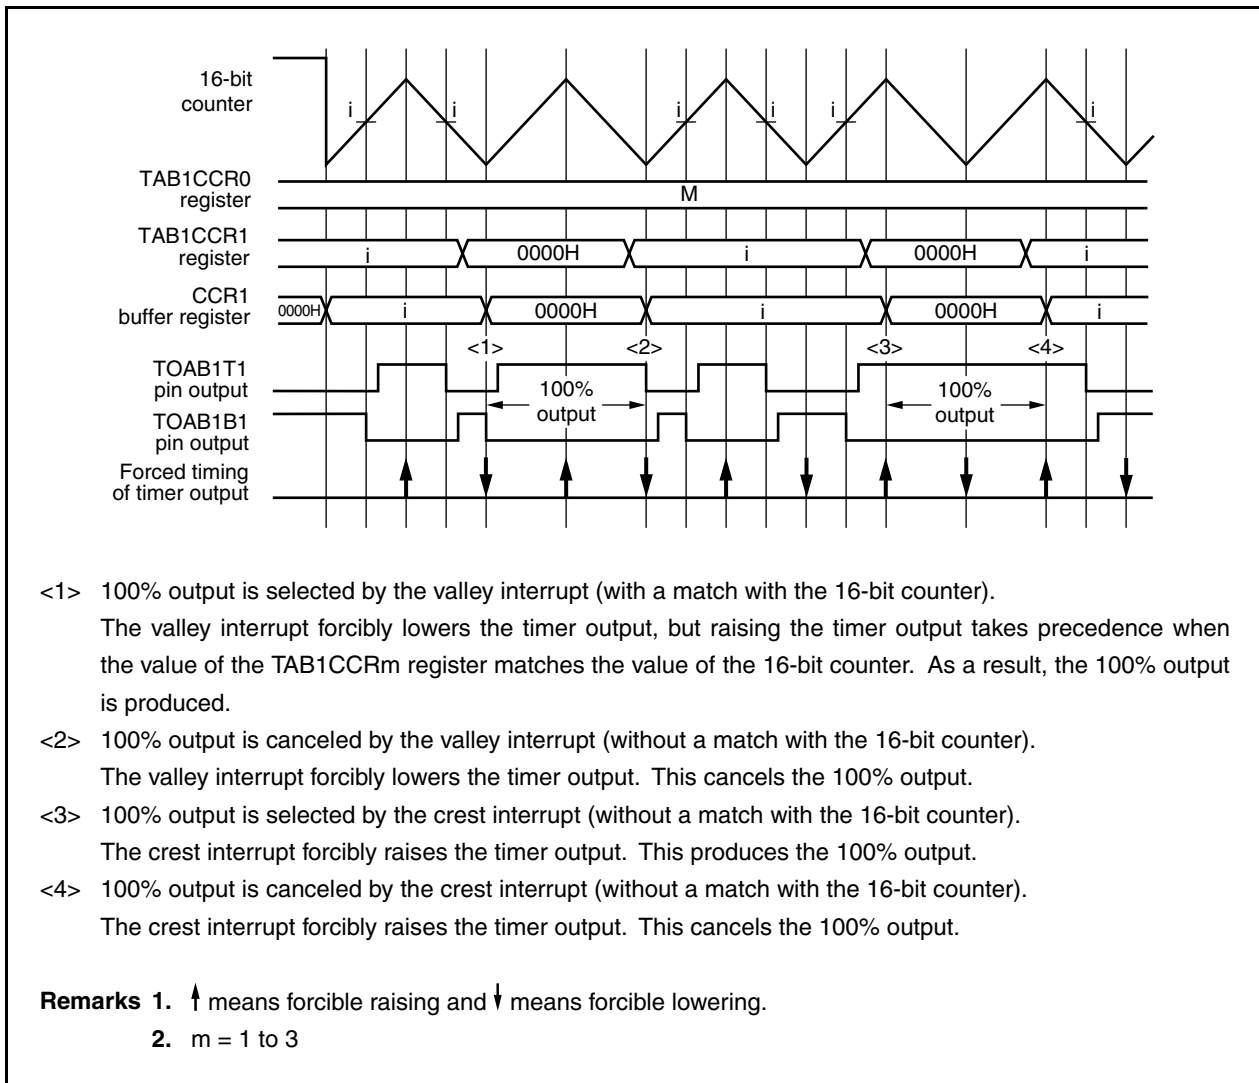 16-bit
counter
i i i i i i
TAB1CCR0
register
M
TAB1CCR1
register
i 0000H i 0000H i
CCR1
buffer register
0000H i 0000H i 0000H i
<1> <2> <3> <4>
TOAB1T1
pin output
100%
output
100%
output
TOAB1B1
pin output
Forced timing
of timer output
<1> 100% output is selected by the valley interrupt (with a match with the 16-bit counter).
The valley interrupt forcibly lowers the timer output, but raising the timer output takes precedence when
the value of the TAB1CCRm register matches the value of the 16-bit counter. As a result, the 100% output
is produced.
<2> 100% output is canceled by the valley interrupt (without a match with the 16-bit counter).
The valley interrupt forcibly lowers the timer output. This cancels the 100% output.
<3> 100% output is selected by the crest interrupt (without a match with the 16-bit counter).
The crest interrupt forcibly raises the timer output. This produces the 100% output.
<4> 100% output is canceled by the crest interrupt (without a match with the 16-bit counter).
The crest interrupt forcibly raises the timer output. This cancels the 100% output.
Remarks 1. ↑ means forcible raising and ↓ means forcible lowering.
2. m = 1 to 3